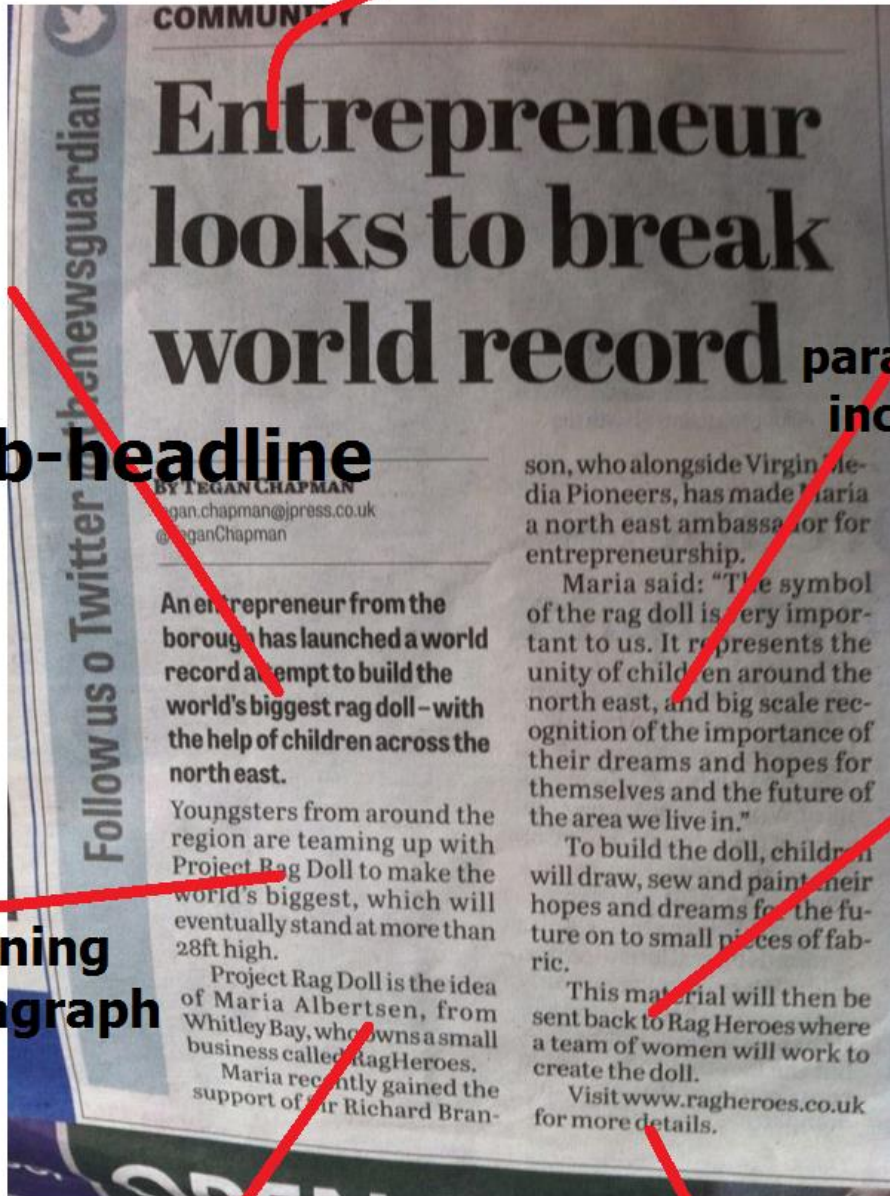 COMMUNITY
Entrepreneur
looks to break
world record
para
inc
b-headline
BY TEGAN CHAPMAN
egan.chapman@jpress.co.uk
@TeganChapman
An entrepreneur from the
borough has launched a world
record attempt to build the
world's biggest rag doll – with
the help of children across the
north east.
Youngsters from around the
region are teaming up with
Project Rag Doll to make the
world's biggest, which will
eventually stand at more than
28ft high.
Project Rag Doll is the idea
of Maria Albertsen, from
Whitley Bay, who owns a small
business called RagHeroes.
Maria recently gained the
support of Sir Richard Bran-
son, who alongside Virgin Me-
dia Pioneers, has made Maria
a north east ambassador for
entrepreneurship.
Maria said: "The symbol
of the rag doll is very impor-
tant to us. It represents the
unity of children around the
north east, and big scale rec-
ognition of the importance of
their dreams and hopes for
themselves and the future of
the area we live in."
To build the doll, children
will draw, sew and paint their
hopes and dreams for the fu-
ture on to small pieces of fab-
ric.
This material will then be
sent back to Rag Heroes where
a team of women will work to
create the doll.
Visit www.ragheroes.co.uk
for more details.
Follow us o Twitter @thenewsguardian
ning
agraph
OPEN